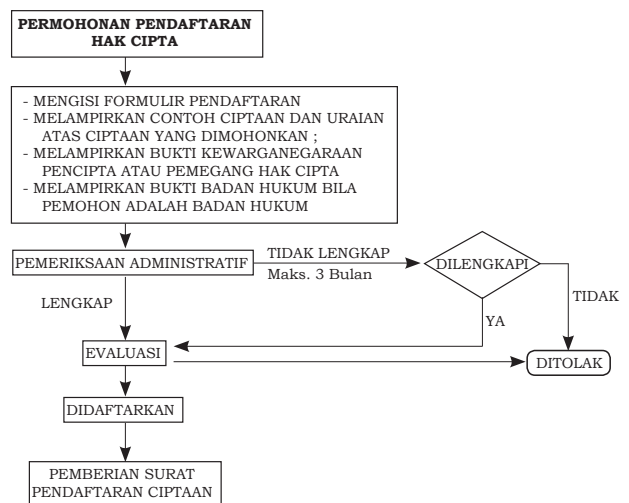 PERMOHONAN PENDAFTARAN
HAK CIPTA
- MENGISI FORMULIR PENDAFTARAN
- MELAMPIRKAN CONTOH CIPTAAN DAN URAIAN
ATAS CIPTAAN YANG DIMOHONKAN ;
- MELAMPIRKAN BUKTI KEWARGANEGARAAN
PENCIPTA ATAU PEMEGANG HAK CIPTA
- MELAMPIRKAN BUKTI BADAN HUKUM BILA
PEMOHON ADALAH BADAN HUKUM
PEMERIKSAAN ADMINISTRATIF
TIDAK LENGKAP
Maks. 3 Bulan
DILENGKAPI
TIDAK
LENGKAP
YA
EVALUASI
DITOLAK
DIDAFTARKAN
PEMBERIAN SURAT
PENDAFTARAN CIPTAAN